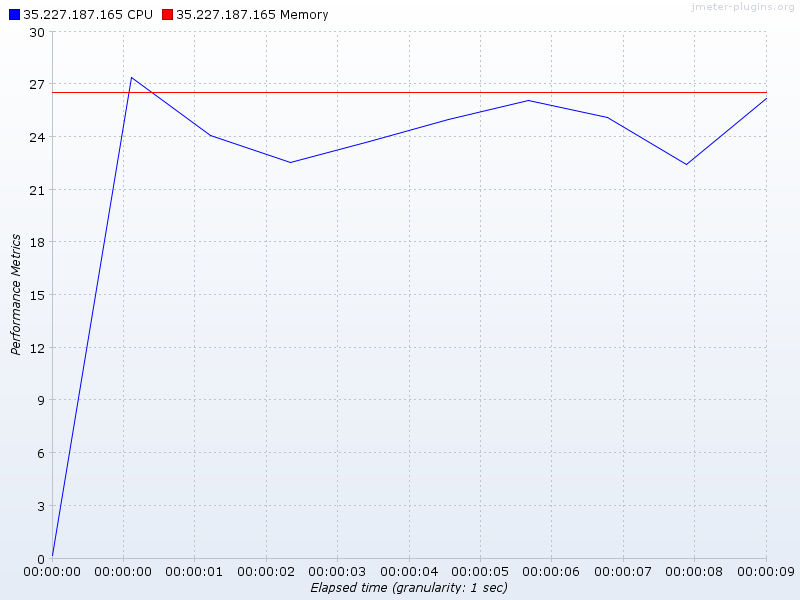 jmeter-plugins.org
35.227.187.165 CPU 35.227.187.165 Memory
30
27
24
21
18
15
12
9
6
3
0
Performance Metrics
00:00:00 00:00:00 00:00:01 00:00:02 00:00:03 00:00:04 00:00:05 00:00:06 00:00:07 00:00:08 00:00:09
Elapsed time (granularity: 1 sec)